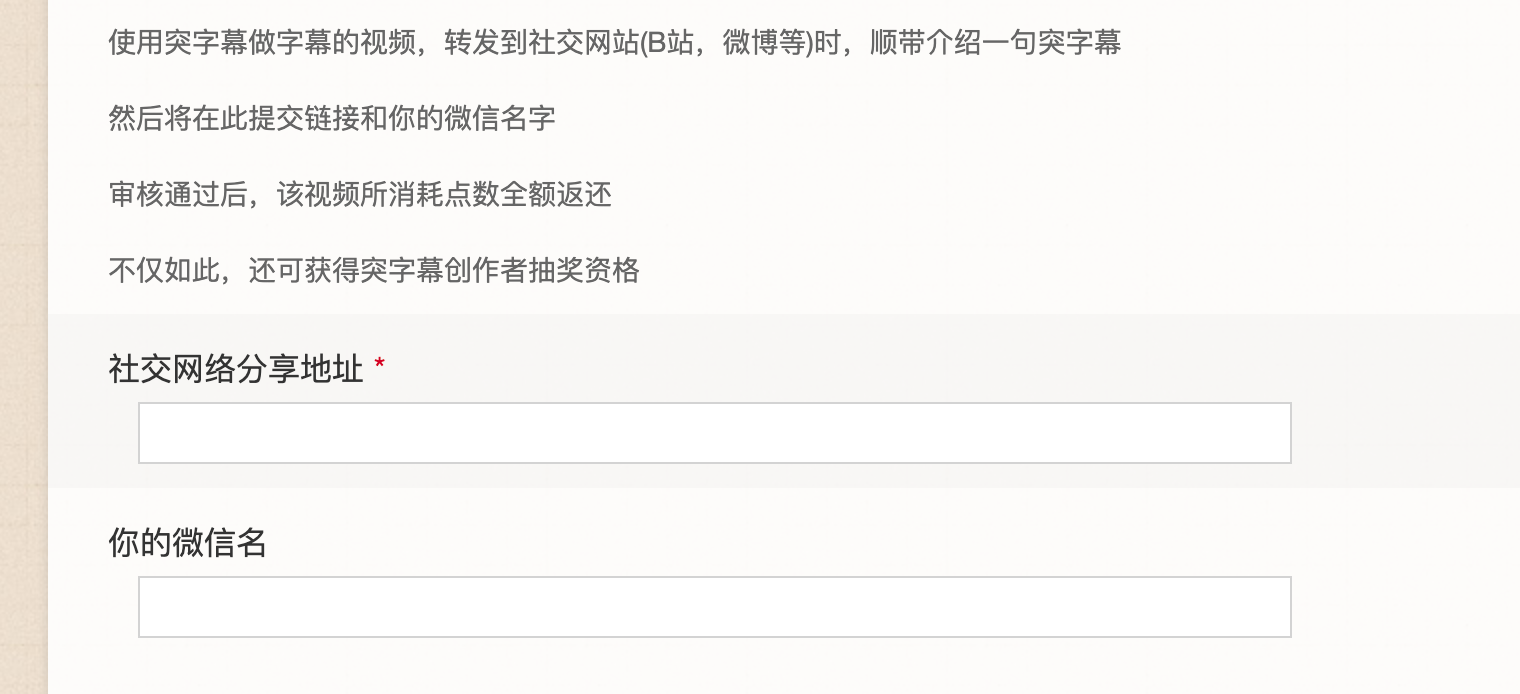 使用突字幕做字幕的视频，转发到社交网站(B站，微博等)时，顺带介绍一句突字幕
然后将在此提交链接和你的微信名字
审核通过后，该视频所消耗点数全额返还
不仅如此，还可获得突字幕创作者抽奖资格
社交网络分享地址 *
你的微信名